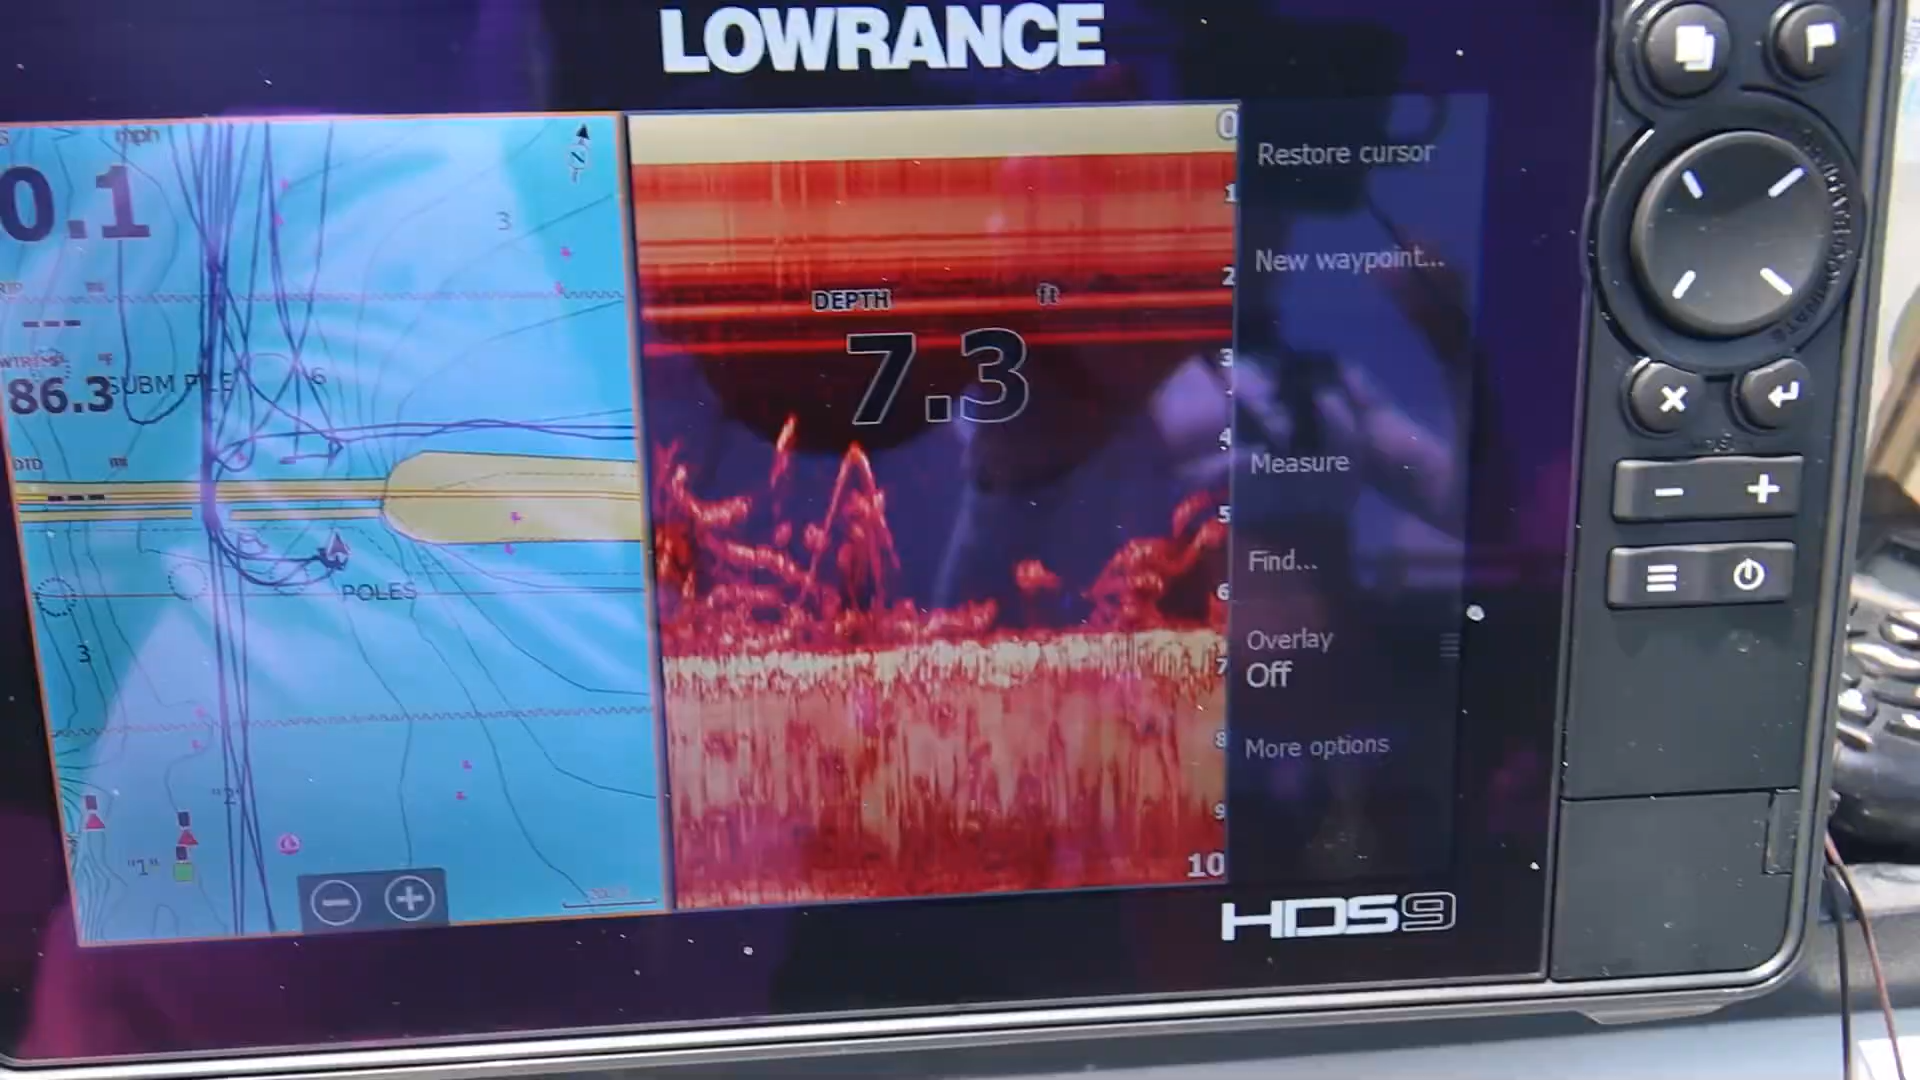 LOWRANCE
mph
0.1
3
°F
86.3
SUBM PILE
6
POLES
3
"2"
"1"
DEPTH
ft
7.3
0
1
2
3
4
5
6
7
8
9
10
Restore cursor
New waypoint...
Measure
Find...
Overlay
Off
More options
HDS9